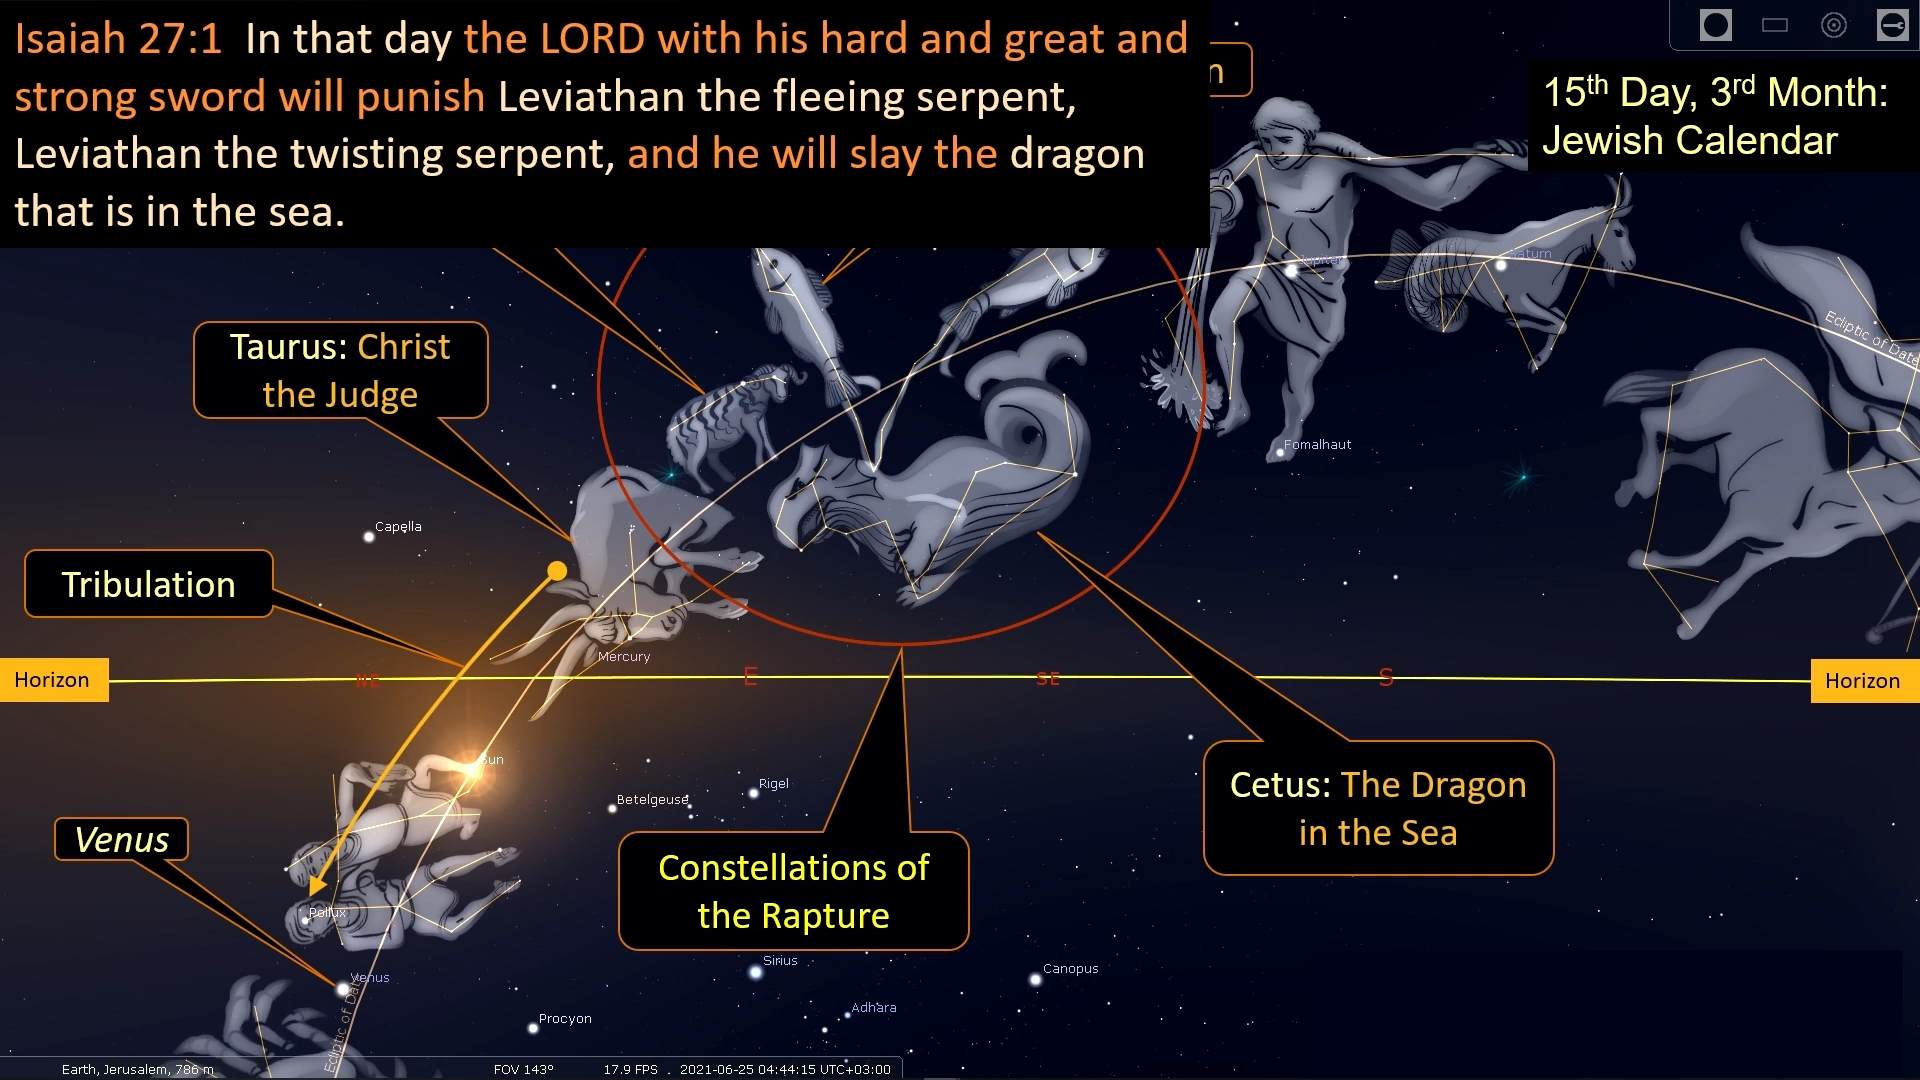 Isaiah 27:1 In that day the LORD with his hard and great and
strong sword will punish Leviathan the fleeing serpent,
Leviathan the twisting serpent, and he will slay the dragon
that is in the sea.
n
15th Day, 3rd Month:
Jewish Calendar
Jupiter
Saturn
Ecliptic of Date
Taurus: Christ
the Judge
Fomalhaut
Capella
Tribulation
Mercury
Horizon
NE
E
SE
S
Horizon
Sun
Rigel
Betelgeuse
Cetus: The Dragon
in the Sea
Venus
Constellations of
the Rapture
Pollux
Sirius
Canopus
Venus
Ecliptic of Date
Adhara
Procyon
Earth, Jerusalem, 786 m
FOV 143°
17.9 FPS
2021-06-25 04:44:15 UTC+03:00